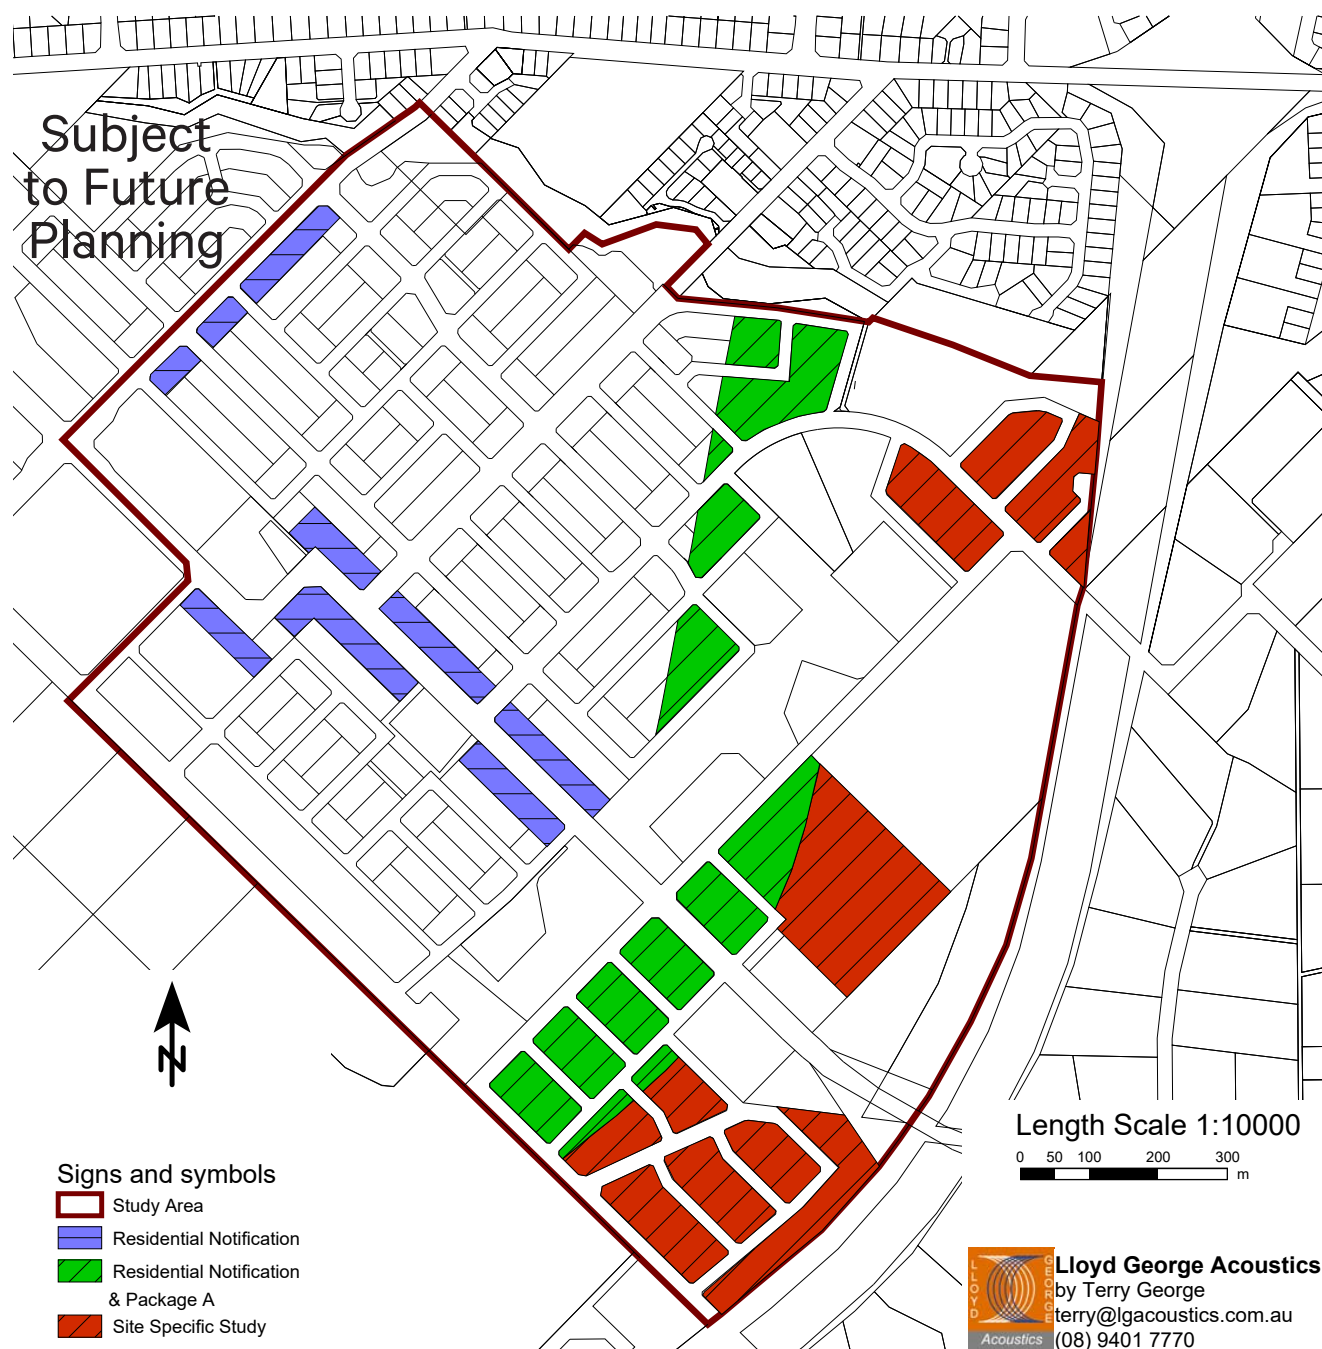 Subject
to Future
Planning
N
Length Scale 1:10000
0 50 100 200 300
m
Signs and symbols
Study Area
Residential Notification
Residential Notification
& Package A
Site Specific Study
LLOYD
GEORGE
Acoustics
Lloyd George Acoustics
by Terry George
terry@lgacoustics.com.au
(08) 9401 7770